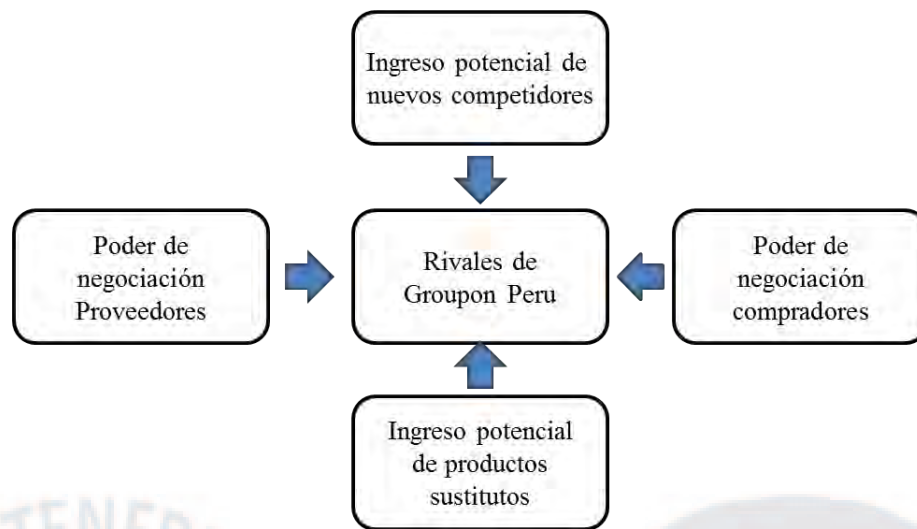 Ingreso potencial de
nuevos competidores
Poder de
negociación
Proveedores
Rivales de
Groupon Peru
Poder de
negociación
compradores
Ingreso potencial
de productos
sustitutos